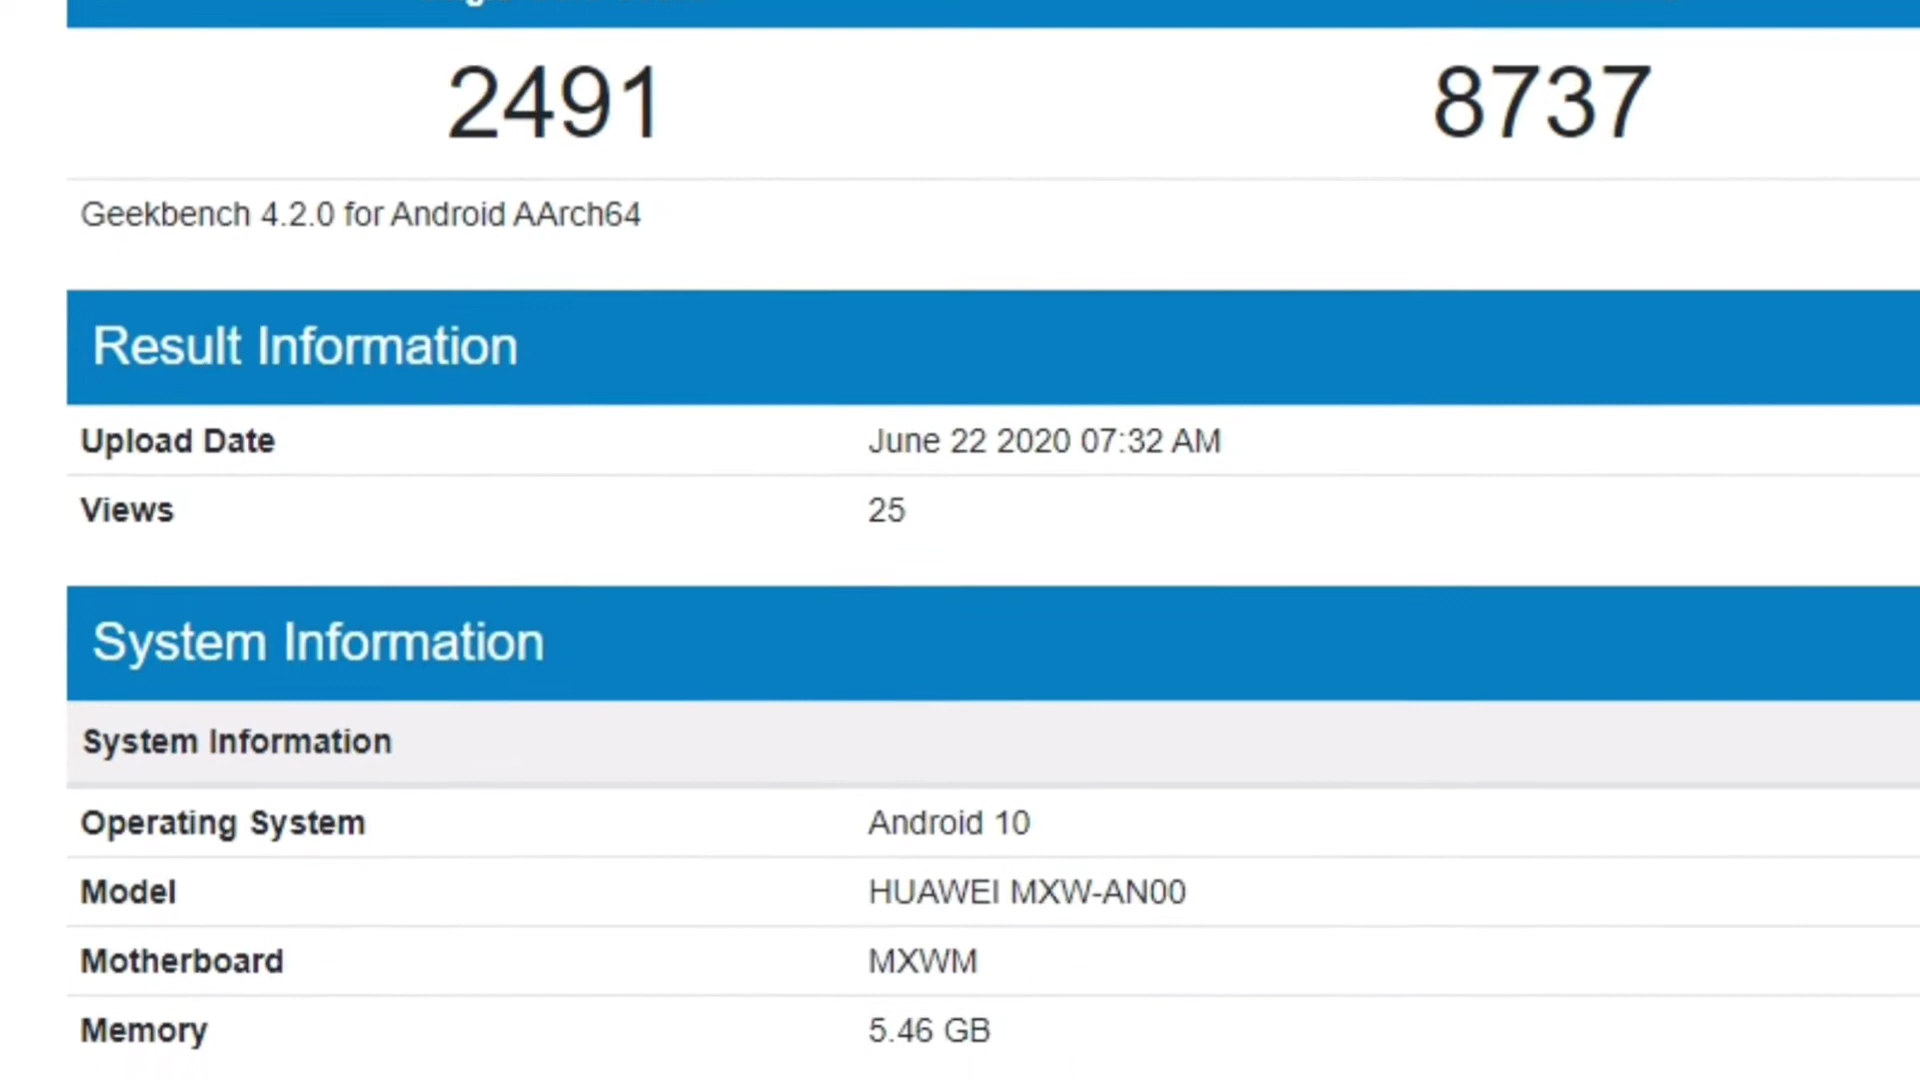 2491 8737
Geekbench 4.2.0 for Android AArch64
Result Information
Upload Date June 22 2020 07:32 AM
Views 25
System Information
System Information
Operating System Android 10
Model HUAWEI MXW-AN00
Motherboard MXWM
Memory 5.46 GB